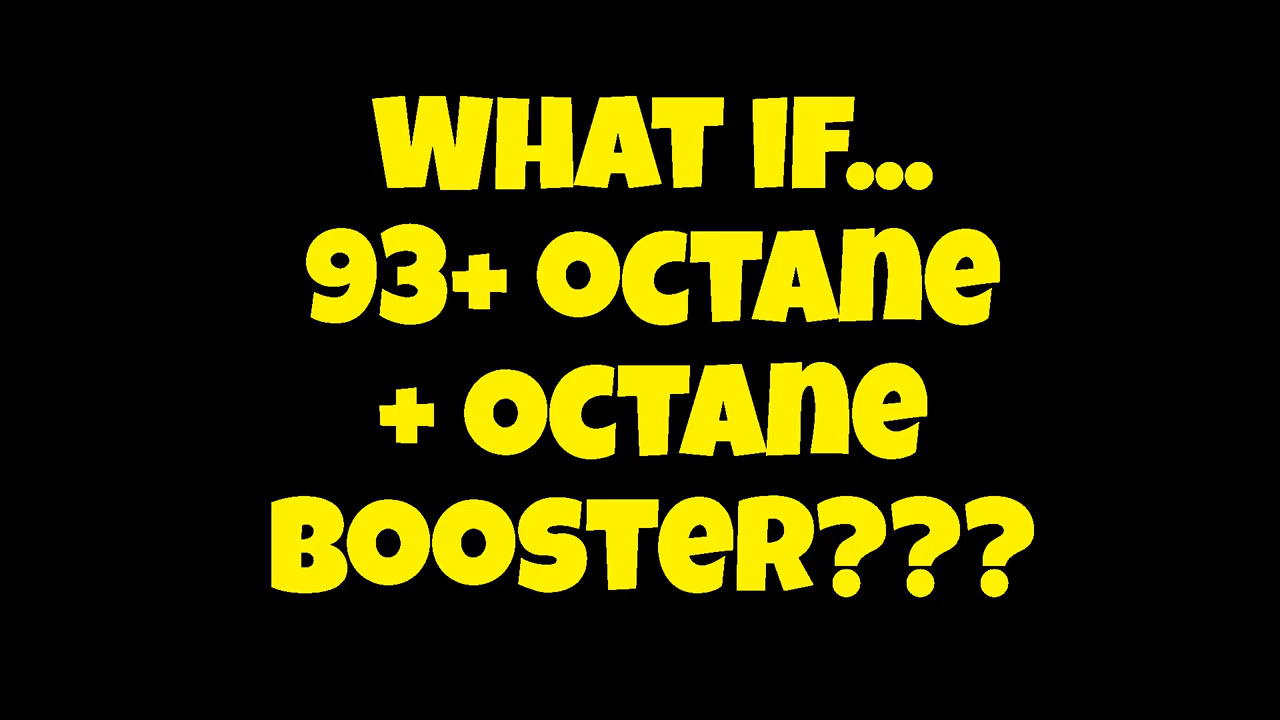 WHAT IF...
93+ OCTANE
+ OCTANE
BOOSTER???